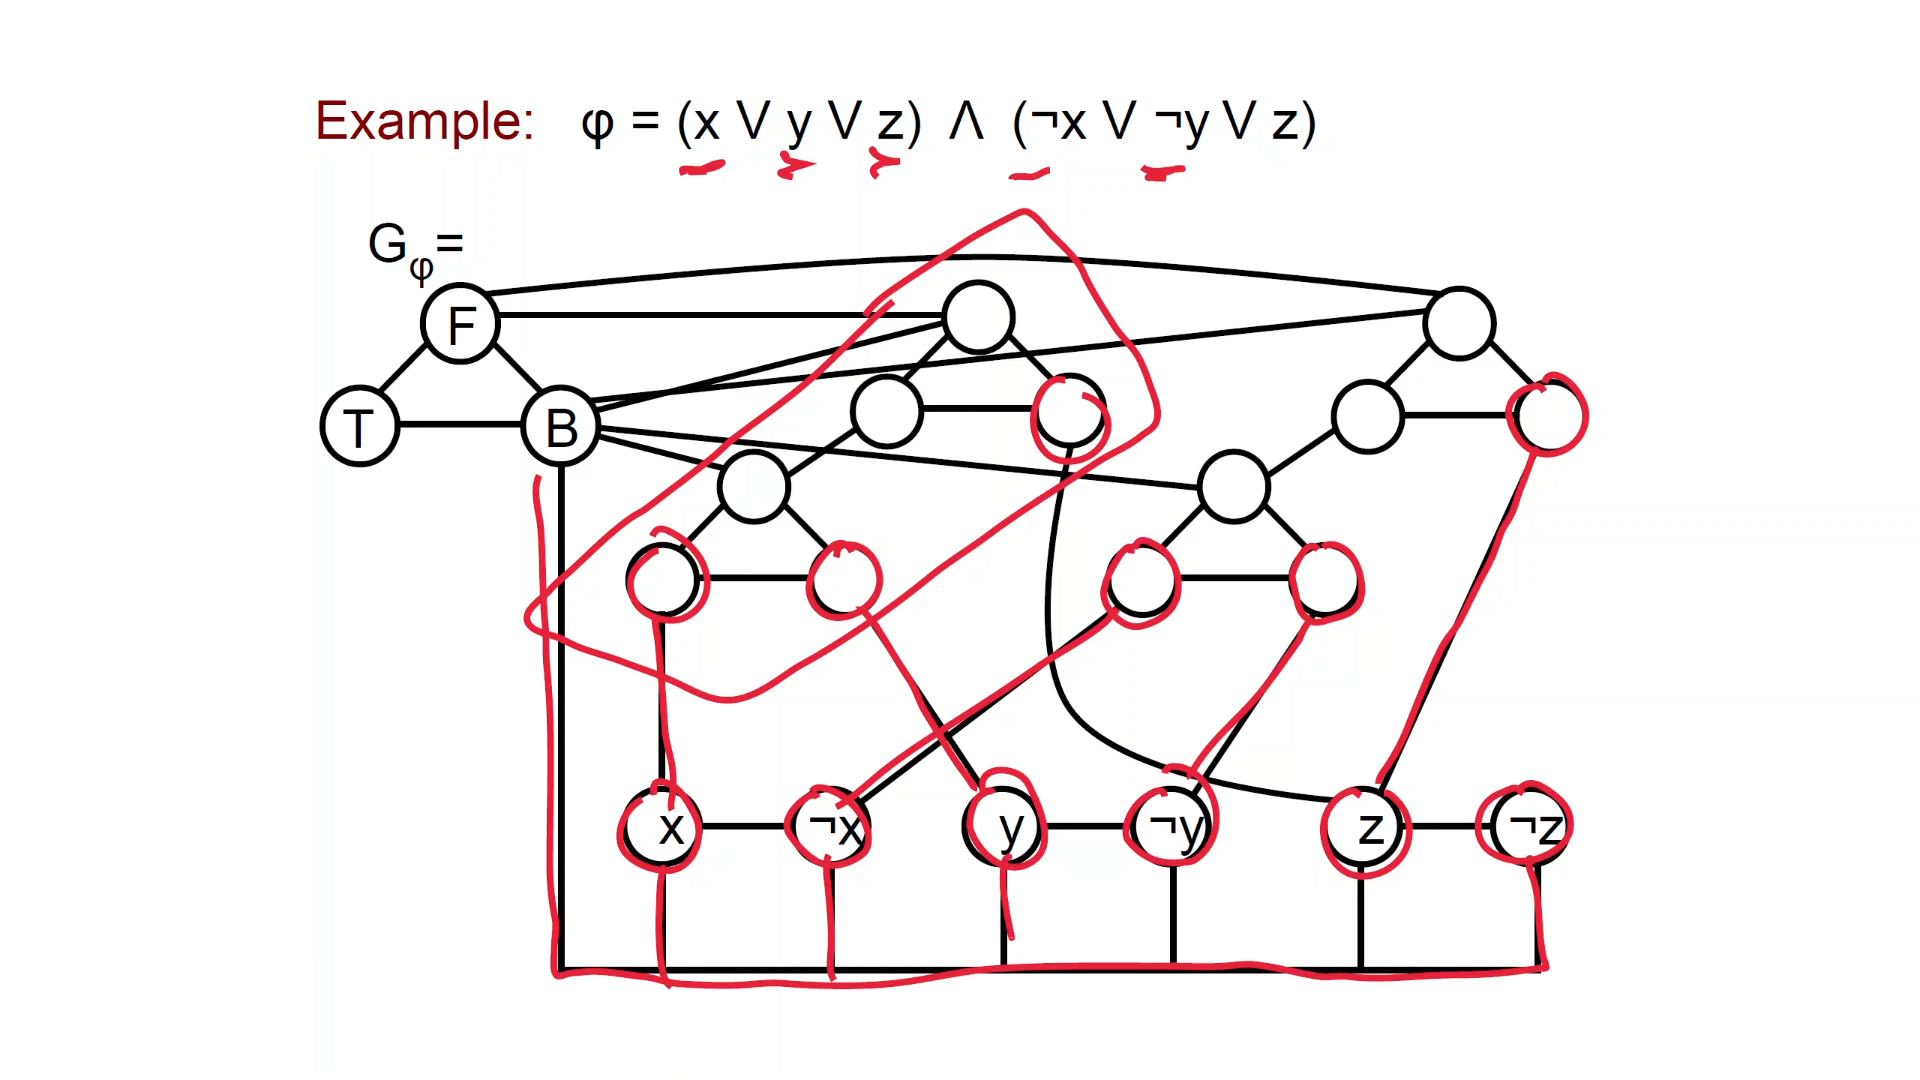 Example: φ = (x V y V z) Λ (¬x V ¬y V z)
Gφ=
F
T B
x ¬x y ¬y z ¬z